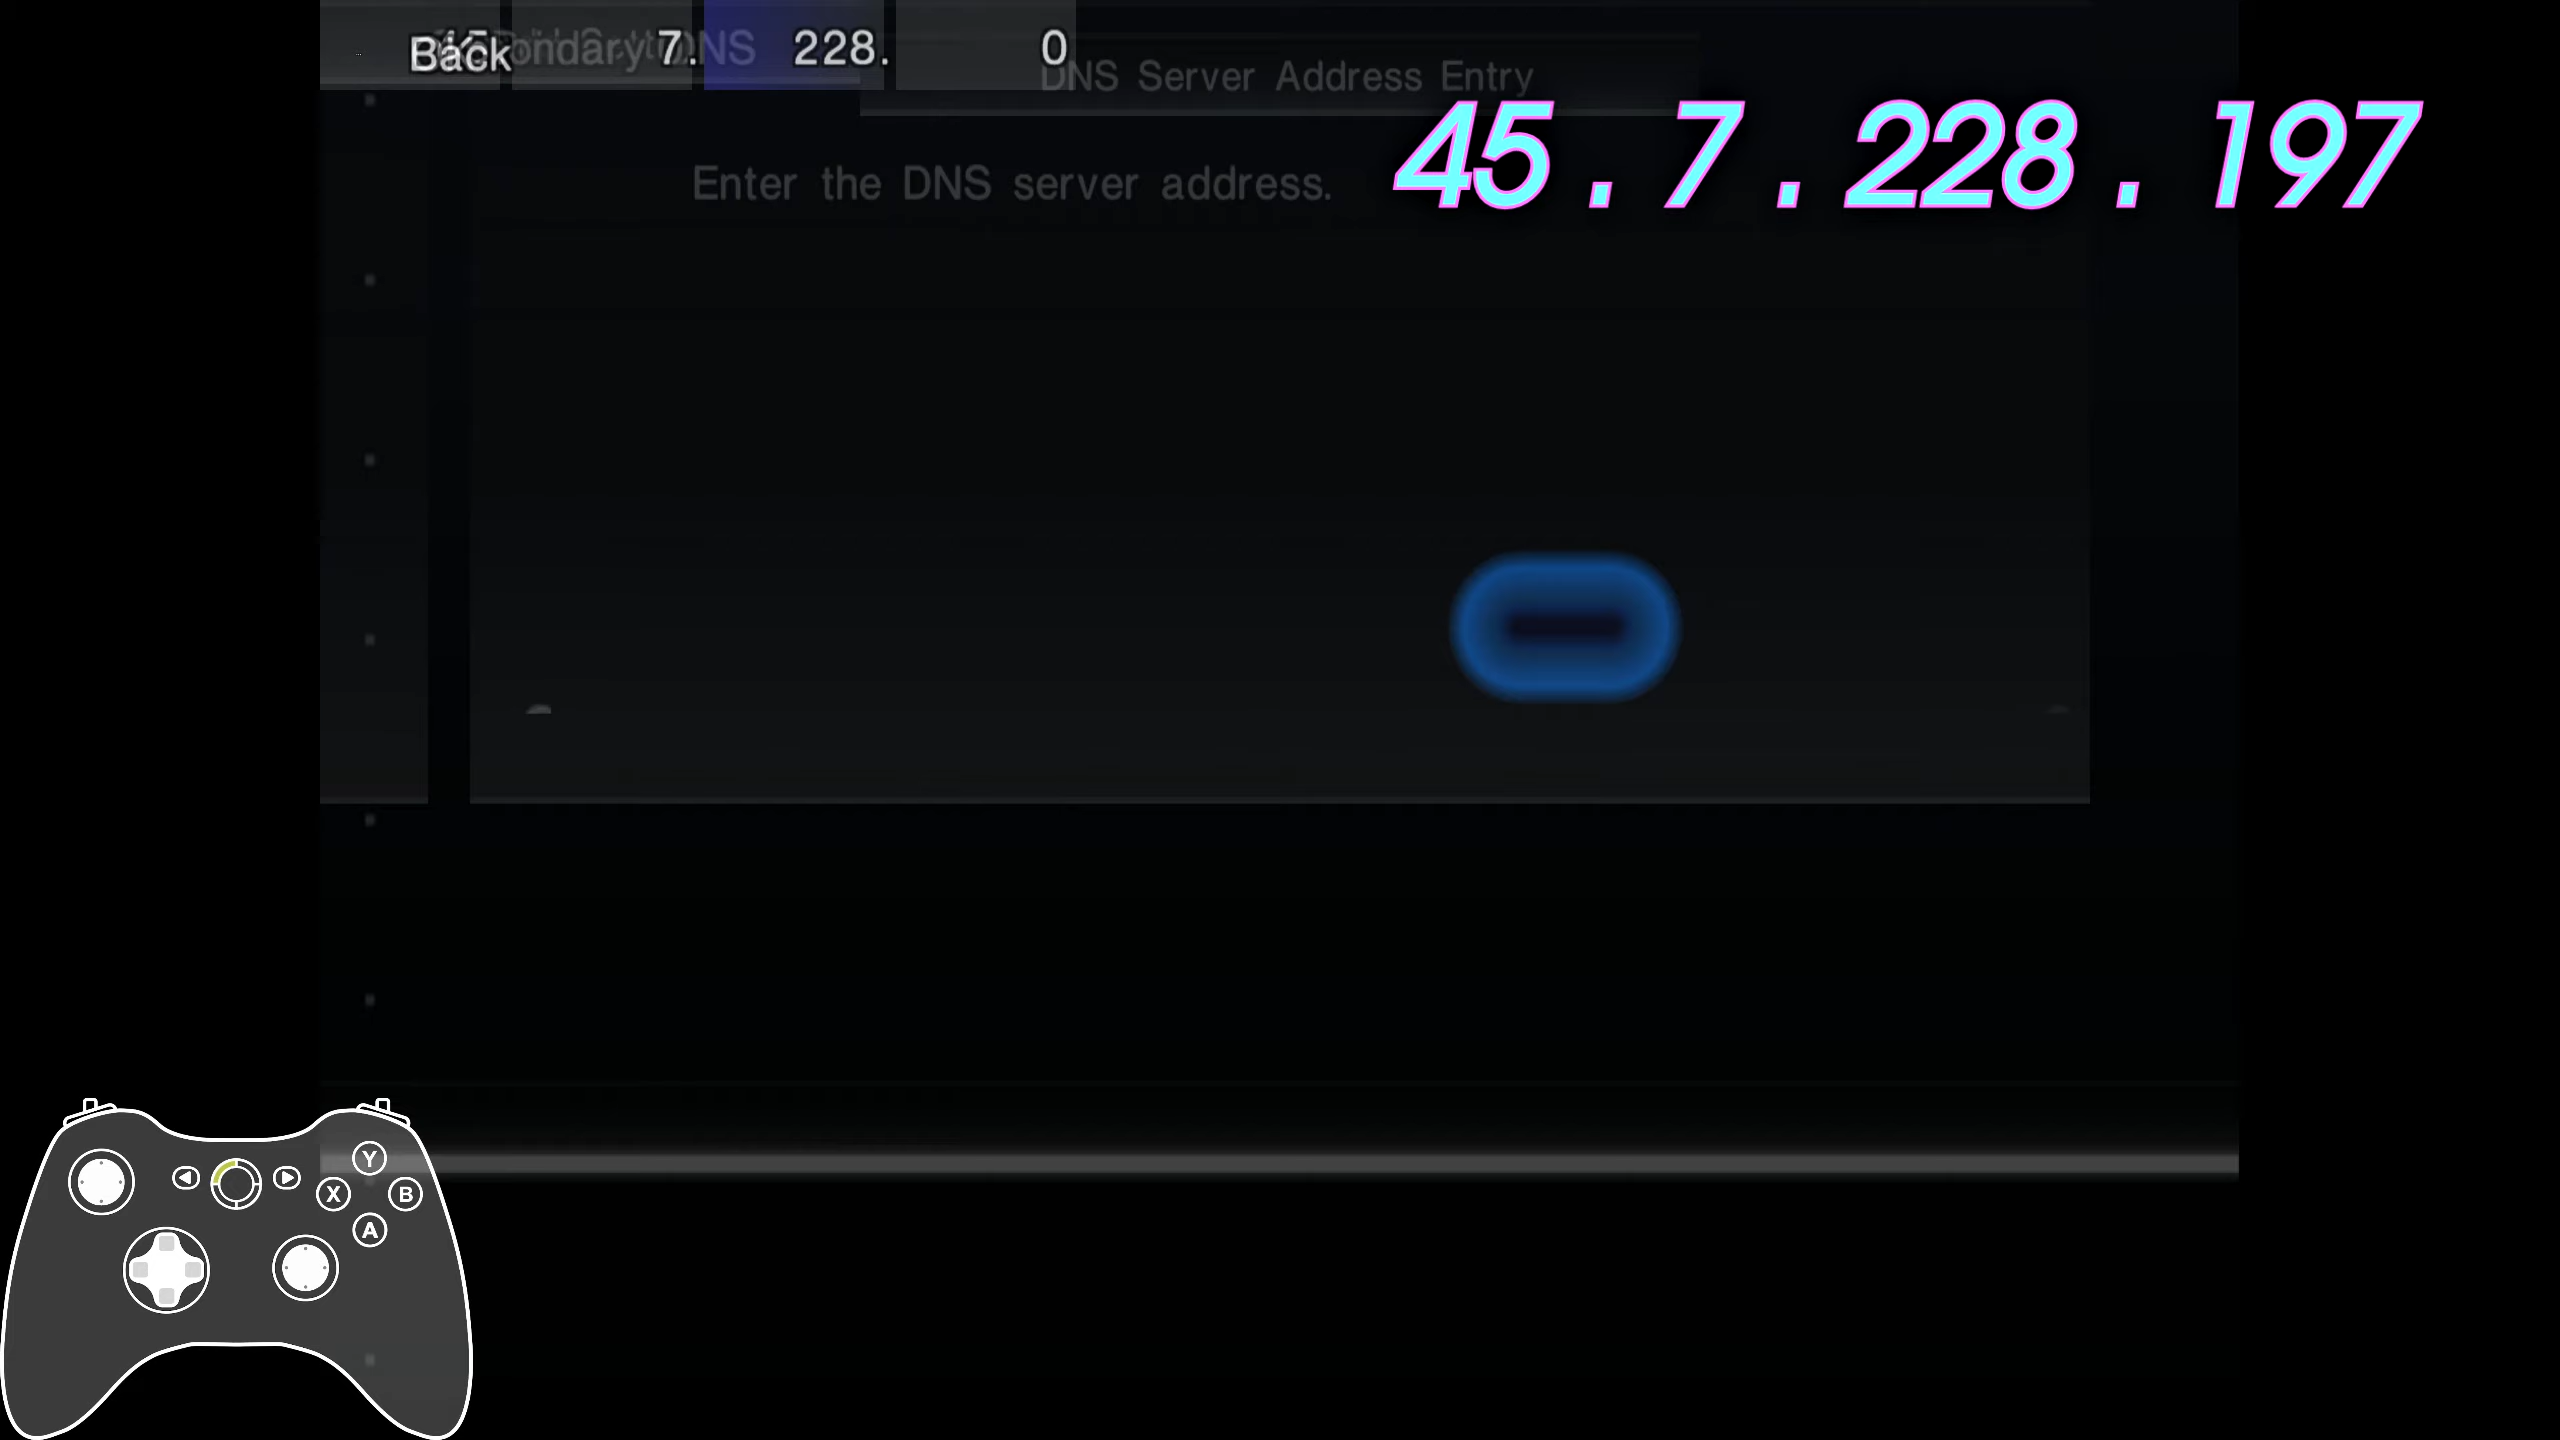 Back 7. 228. 0
DNS Server Address Entry
Enter the DNS server address.
45 . 7 . 228 . 197
Y
X B
A